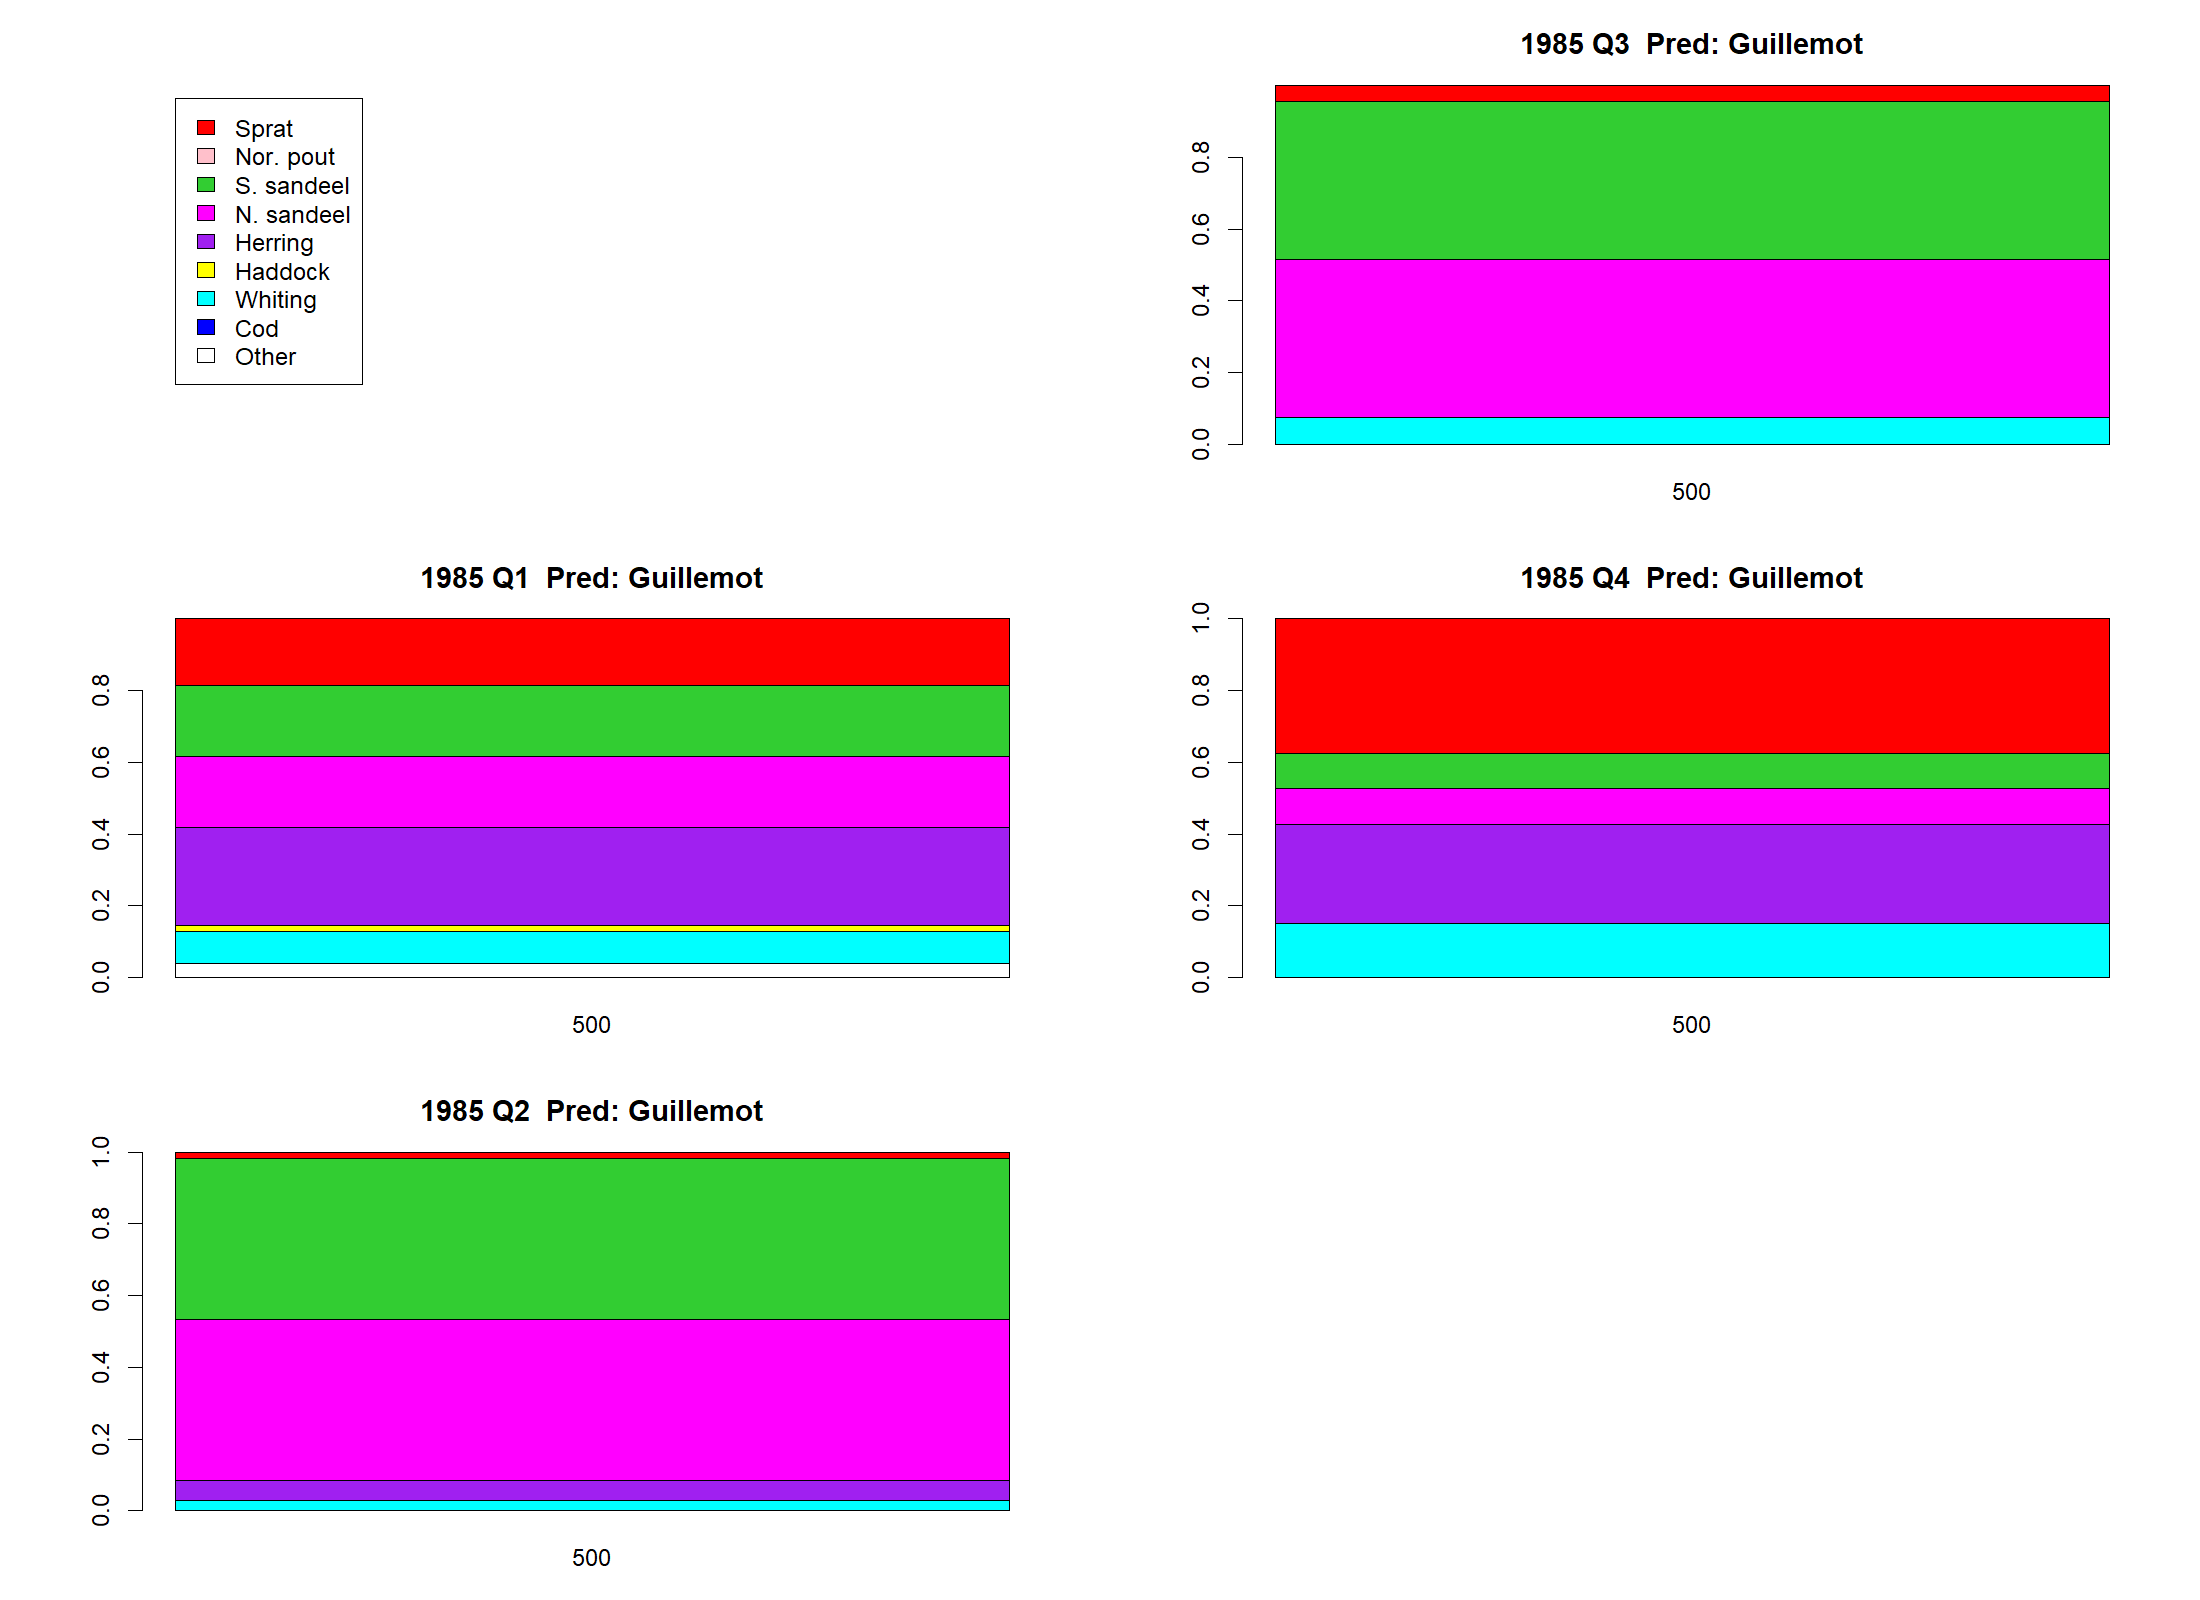 Sprat
Nor. pout
S. sandeel
N. sandeel
Herring
Haddock
Whiting
Cod
Other
1985 Q3  Pred: Guillemot
0.8
0.6
0.4
0.2
0.0
500
1985 Q1  Pred: Guillemot
0.8
0.6
0.4
0.2
0.0
500
1985 Q4  Pred: Guillemot
1.0
0.8
0.6
0.4
0.2
0.0
500
1985 Q2  Pred: Guillemot
1.0
0.8
0.6
0.4
0.2
0.0
500